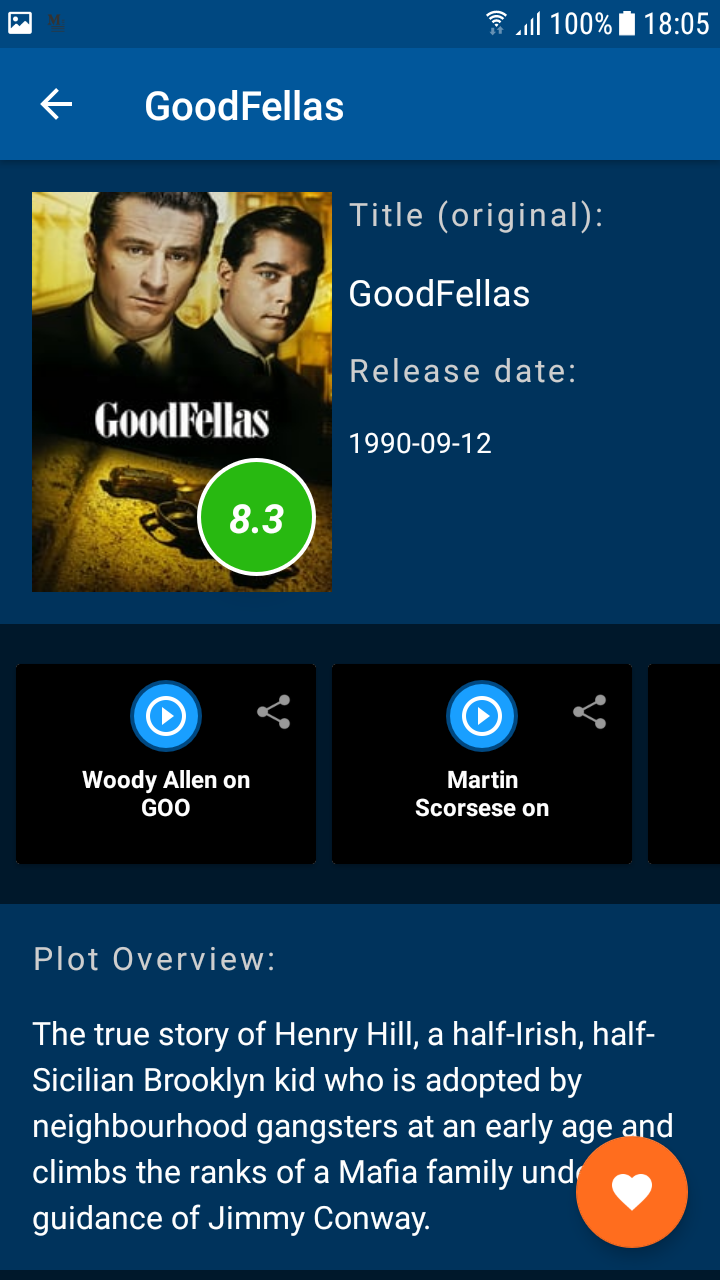 100% 18:05
GoodFellas
Title (original):
GoodFellas
Release date:
1990-09-12
GoodFellas
8.3
Woody Allen on
GOO
Martin
Scorsese on
Plot Overview:
The true story of Henry Hill, a half-Irish, half-
Sicilian Brooklyn kid who is adopted by
neighbourhood gangsters at an early age and
climbs the ranks of a Mafia family
guidance of Jimmy Conway.